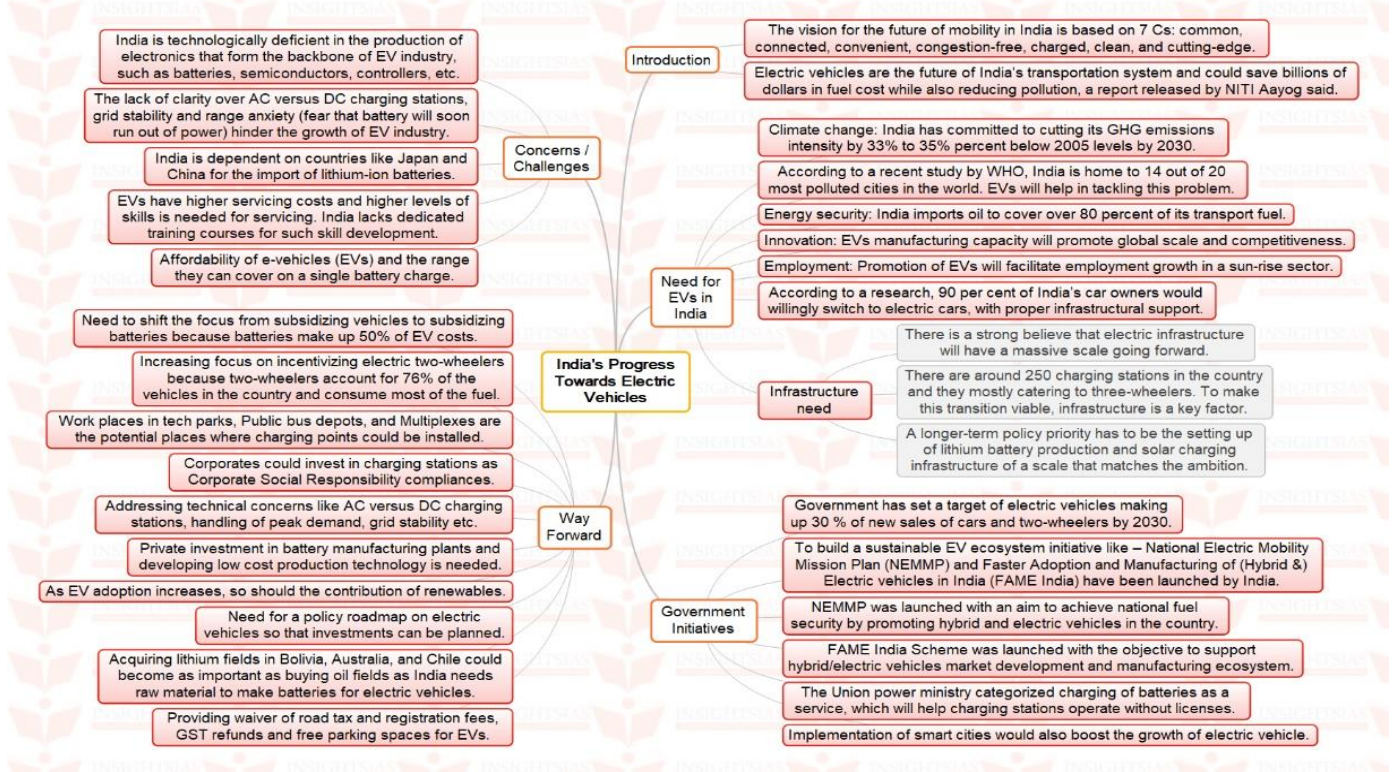 India's Progress
Towards Electric
Vehicles
Introduction
The vision for the future of mobility in India is based on 7 Cs: common,
connected, convenient, congestion-free, charged, clean, and cutting-edge.
Electric vehicles are the future of India's transportation system and could save billions of
dollars in fuel cost while also reducing pollution, a report released by NITI Aayog said.
Need for
EVs in
India
Climate change: India has committed to cutting its GHG emissions
intensity by 33% to 35% percent below 2005 levels by 2030.
According to a recent study by WHO, India is home to 14 out of 20
most polluted cities in the world. EVs will help in tackling this problem.
Energy security: India imports oil to cover over 80 percent of its transport fuel.
Innovation: EVs manufacturing capacity will promote global scale and competitiveness.
Employment: Promotion of EVs will facilitate employment growth in a sun-rise sector.
According to a research, 90 per cent of India's car owners would
willingly switch to electric cars, with proper infrastructural support.
Infrastructure
need
There is a strong believe that electric infrastructure
will have a massive scale going forward.
There are around 250 charging stations in the country
and they mostly catering to three-wheelers. To make
this transition viable, infrastructure is a key factor.
A longer-term policy priority has to be the setting up
of lithium battery production and solar charging
infrastructure of a scale that matches the ambition.
Government
Initiatives
Government has set a target of electric vehicles making
up 30 % of new sales of cars and two-wheelers by 2030.
To build a sustainable EV ecosystem initiative like – National Electric Mobility
Mission Plan (NEMMP) and Faster Adoption and Manufacturing of (Hybrid &)
Electric vehicles in India (FAME India) have been launched by India.
NEMMP was launched with an aim to achieve national fuel
security by promoting hybrid and electric vehicles in the country.
FAME India Scheme was launched with the objective to support
hybrid/electric vehicles market development and manufacturing ecosystem.
The Union power ministry categorized charging of batteries as a
service, which will help charging stations operate without licenses.
Implementation of smart cities would also boost the growth of electric vehicle.
Concerns /
Challenges
India is technologically deficient in the production of
electronics that form the backbone of EV industry,
such as batteries, semiconductors, controllers, etc.
The lack of clarity over AC versus DC charging stations,
grid stability and range anxiety (fear that battery will soon
run out of power) hinder the growth of EV industry.
India is dependent on countries like Japan and
China for the import of lithium-ion batteries.
EVs have higher servicing costs and higher levels of
skills is needed for servicing. India lacks dedicated
training courses for such skill development.
Affordability of e-vehicles (EVs) and the range
they can cover on a single battery charge.
Way
Forward
Need to shift the focus from subsidizing vehicles to subsidizing
batteries because batteries make up 50% of EV costs.
Increasing focus on incentivizing electric two-wheelers
because two-wheelers account for 76% of the
vehicles in the country and consume most of the fuel.
Work places in tech parks, Public bus depots, and Multiplexes are
the potential places where charging points could be installed.
Corporates could invest in charging stations as
Corporate Social Responsibility compliances.
Addressing technical concerns like AC versus DC charging
stations, handling of peak demand, grid stability etc.
Private investment in battery manufacturing plants and
developing low cost production technology is needed.
As EV adoption increases, so should the contribution of renewables.
Need for a policy roadmap on electric
vehicles so that investments can be planned.
Acquiring lithium fields in Bolivia, Australia, and Chile could
become as important as buying oil fields as India needs
raw material to make batteries for electric vehicles.
Providing waiver of road tax and registration fees,
GST refunds and free parking spaces for EVs.
INSIGHTSIAS